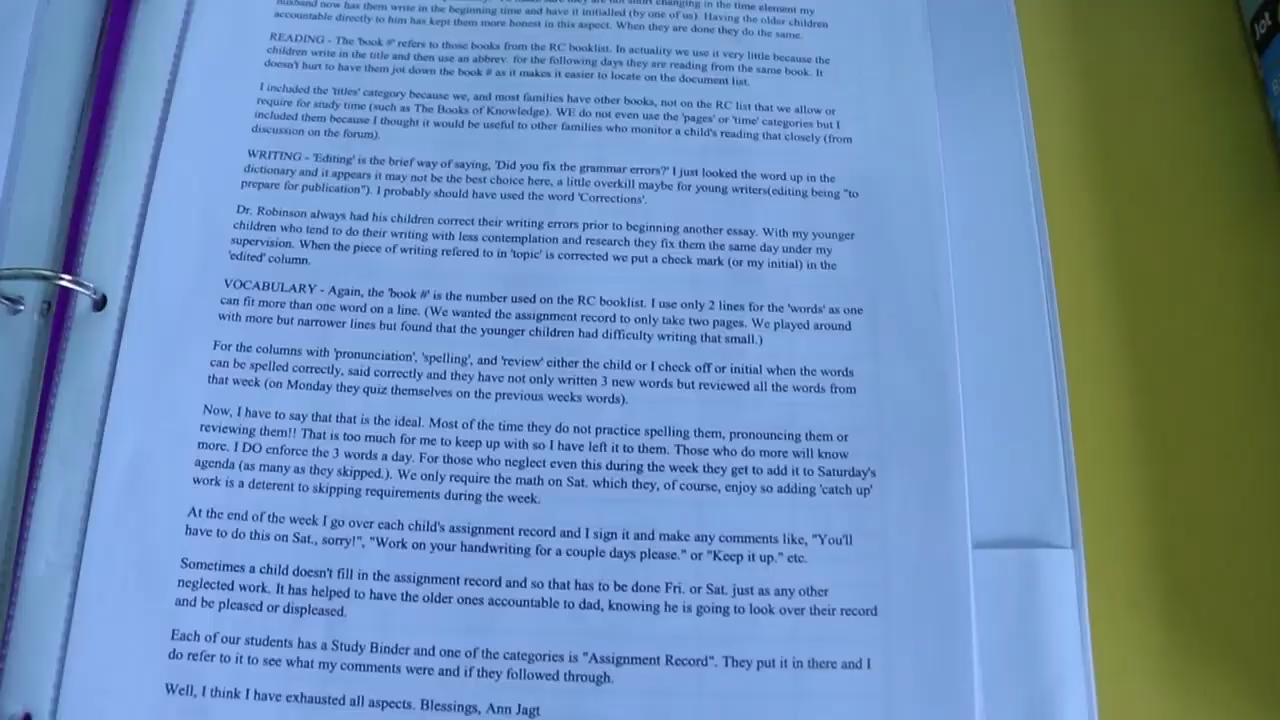 changing in the time element my
husband now has them write in the beginning time and have it initialled (by one of us). Having the older children
accountable directly to him has kept them more honest in this aspect. When they are done they do the same.
READING - The 'book #' refers to those books from the RC booklist. In actuality we use it very little because the
children write in the title and then use an abbrev. for the following days they are reading from the same book. It
doesn't hurt to have them jot down the book # as it makes it easier to locate on the document list.
I included the 'titles' category because we, and most families have other books, not on the RC list that we allow or
require for study time (such as The Books of Knowledge). WE do not even use the 'pages' or 'time' categories but I
included them because I thought it would be useful to other families who monitor a child's reading that closely (from
discussion on the forum).
WRITING - 'Editing' is the brief way of saying, 'Did you fix the grammar errors?' I just looked the word up in the
dictionary and it appears it may not be the best choice here, a little overkill maybe for young writers(editing being "to
prepare for publication"). I probably should have used the word 'Corrections'.
Dr. Robinson always had his children correct their writing errors prior to beginning another essay. With my younger
children who tend to do their writing with less contemplation and research they fix them the same day under my
supervision. When the piece of writing refered to in 'topic' is corrected we put a check mark (or my initial) in the
'edited' column.
VOCABULARY - Again, the 'book #' is the number used on the RC booklist. I use only 2 lines for the 'words' as one
can fit more than one word on a line. (We wanted the assignment record to only take two pages. We played around
with more but narrower lines but found that the younger children had difficulty writing that small.)
For the columns with 'pronunciation', 'spelling', and 'review' either the child or I check off or initial when the words
can be spelled correctly, said correctly and they have not only written 3 new words but reviewed all the words from
that week (on Monday they quiz themselves on the previous weeks words).
Now, I have to say that that is the ideal. Most of the time they do not practice spelling them, pronouncing them or
reviewing them!! That is too much for me to keep up with so I have left it to them. Those who do more will know
more. I DO enforce the 3 words a day. For those who neglect even this during the week they get to add it to Saturday's
agenda (as many as they skipped.). We only require the math on Sat. which they, of course, enjoy so adding 'catch up'
work is a deterent to skipping requirements during the week.
At the end of the week I go over each child's assignment record and I sign it and make any comments like, "You'll
have to do this on Sat., sorry!", "Work on your handwriting for a couple days please." or "Keep it up." etc.
Sometimes a child doesn't fill in the assignment record and so that has to be done Fri. or Sat. just as any other
neglected work. It has helped to have the older ones accountable to dad, knowing he is going to look over their record
and be pleased or displeased.
Each of our students has a Study Binder and one of the categories is "Assignment Record". They put it in there and I
do refer to it to see what my comments were and if they followed through.
Well, I think I have exhausted all aspects. Blessings, Ann Jagt
Jot